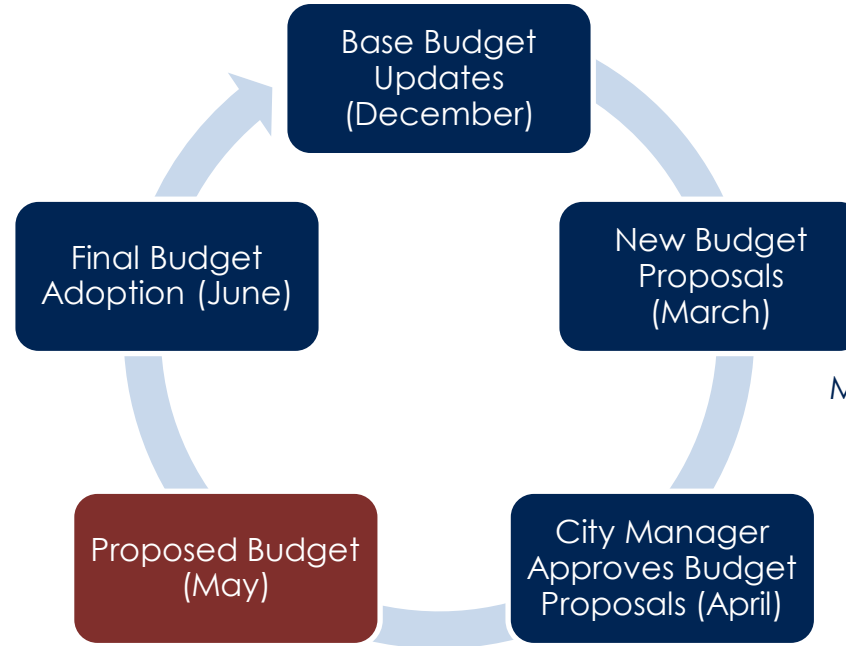 Base Budget
Updates
(December)
New Budget
Proposals
(March)
City Manager
Approves Budget
Proposals (April)
Proposed Budget
(May)
Final Budget
Adoption (June)